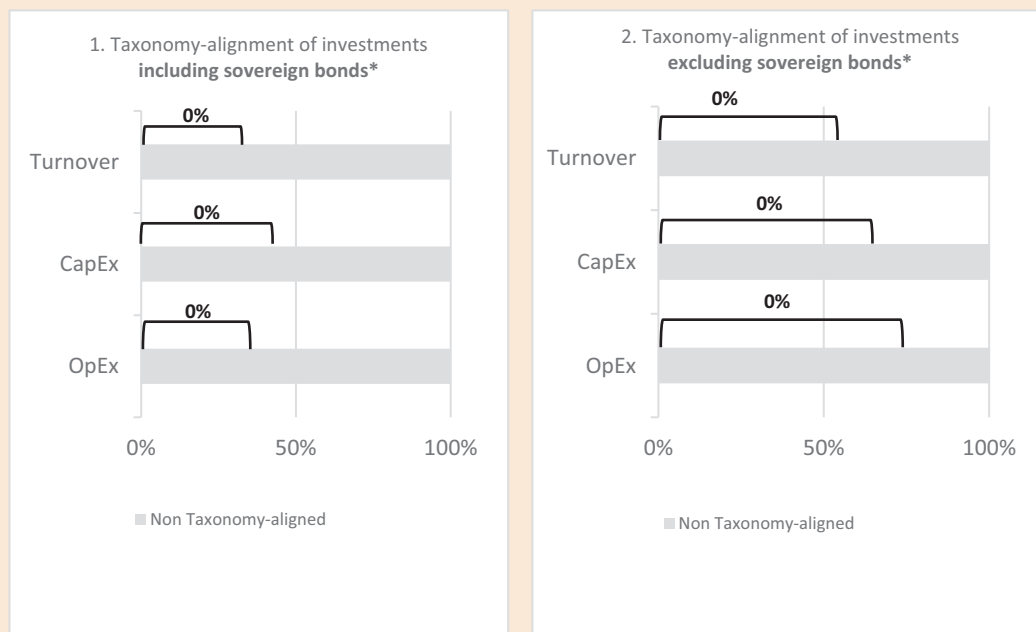 1. Taxonomy-alignment of investments
including sovereign bonds*
0%
Turnover
0%
CapEx
0%
OpEx
0%
50%
100%
Non Taxonomy-aligned
2. Taxonomy-alignment of investments
excluding sovereign bonds*
0%
Turnover
0%
CapEx
0%
OpEx
0%
50%
100%
Non Taxonomy-aligned